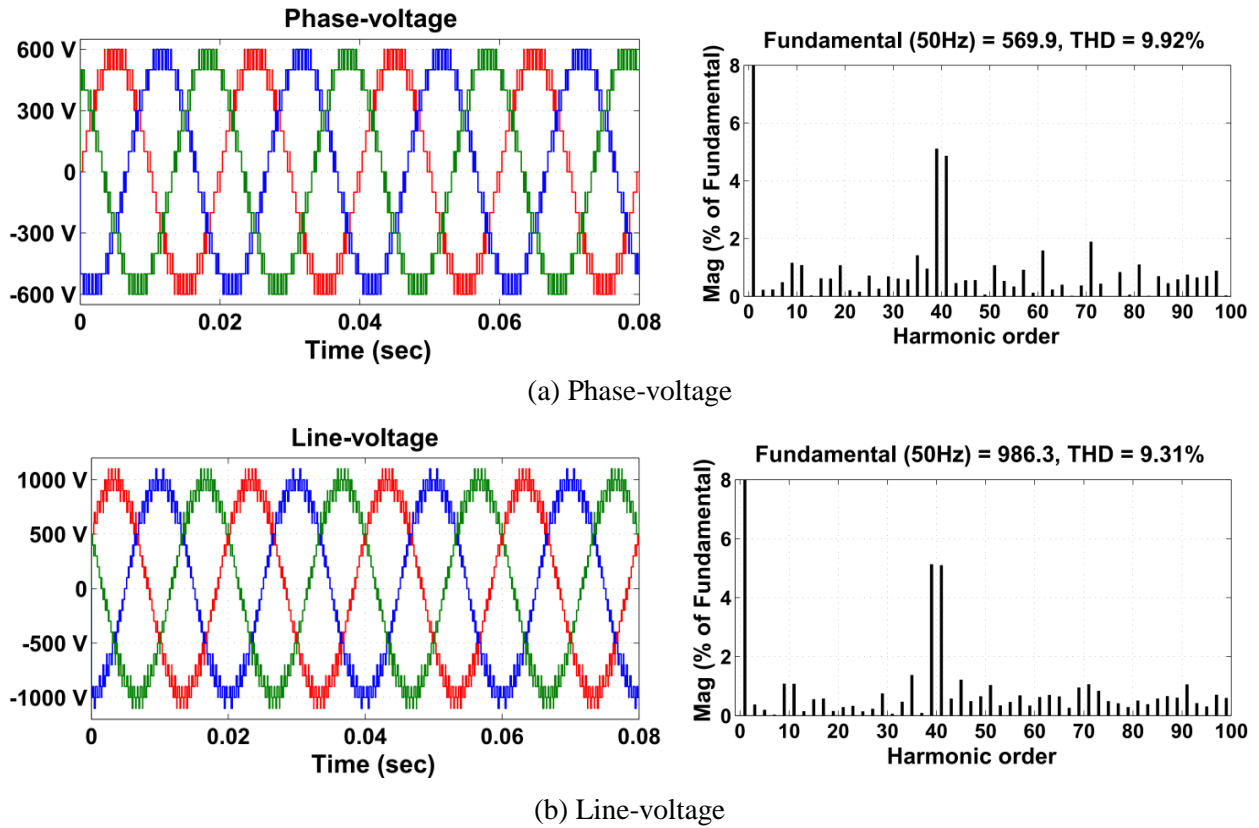 Phase-voltage
600 V
300 V
0
-300 V
-600 V
0 0.02 0.04 0.06 0.08
Time (sec)
Fundamental (50Hz) = 569.9, THD = 9.92%
Mag (% of Fundamental)
8
6
4
2
0
0 10 20 30 40 50 60 70 80 90 100
Harmonic order
(a) Phase-voltage
Line-voltage
1000 V
500 V
0
-500 V
-1000 V
0 0.02 0.04 0.06 0.08
Time (sec)
Fundamental (50Hz) = 986.3, THD = 9.31%
Mag (% of Fundamental)
8
6
4
2
0
0 10 20 30 40 50 60 70 80 90 100
Harmonic order
(b) Line-voltage